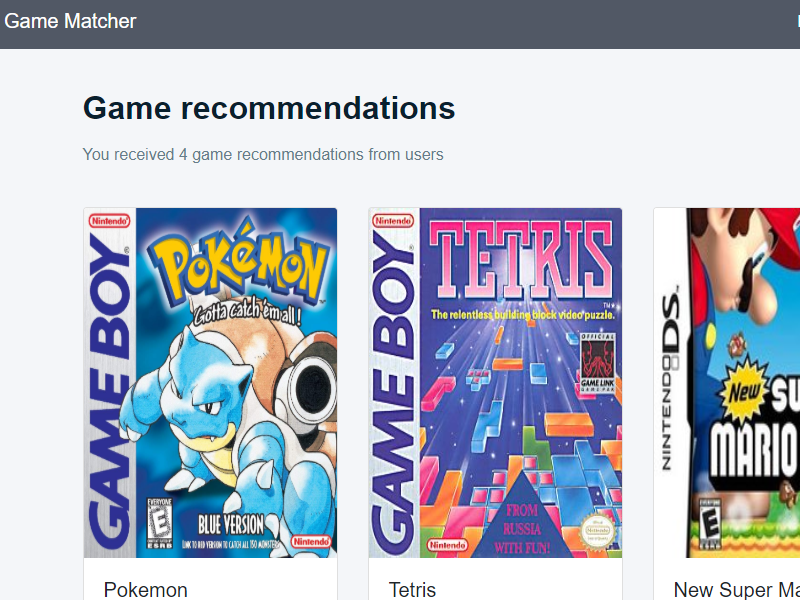 Game Matcher
Game recommendations
You received 4 game recommendations from users
Nintendo
GAME BOY
POKéMON
Gotta catch 'em all!
EVERYONE
E
ESRB
BLUE VERSION
LINK TO RED VERSION TO CATCH ALL 150 MONSTERS
Nintendo
Pokemon
Nintendo
GAME BOY
TETRIS
TM
The relentless building block video puzzle.
OFFICIAL
GAME LINK
GAME PAK
FROM
RUSSIA
WITH FUN!
Nintendo
Tetris
NINTENDO DS
New SU
MARIO
EVERYONE
E
ESRB
New Super Ma